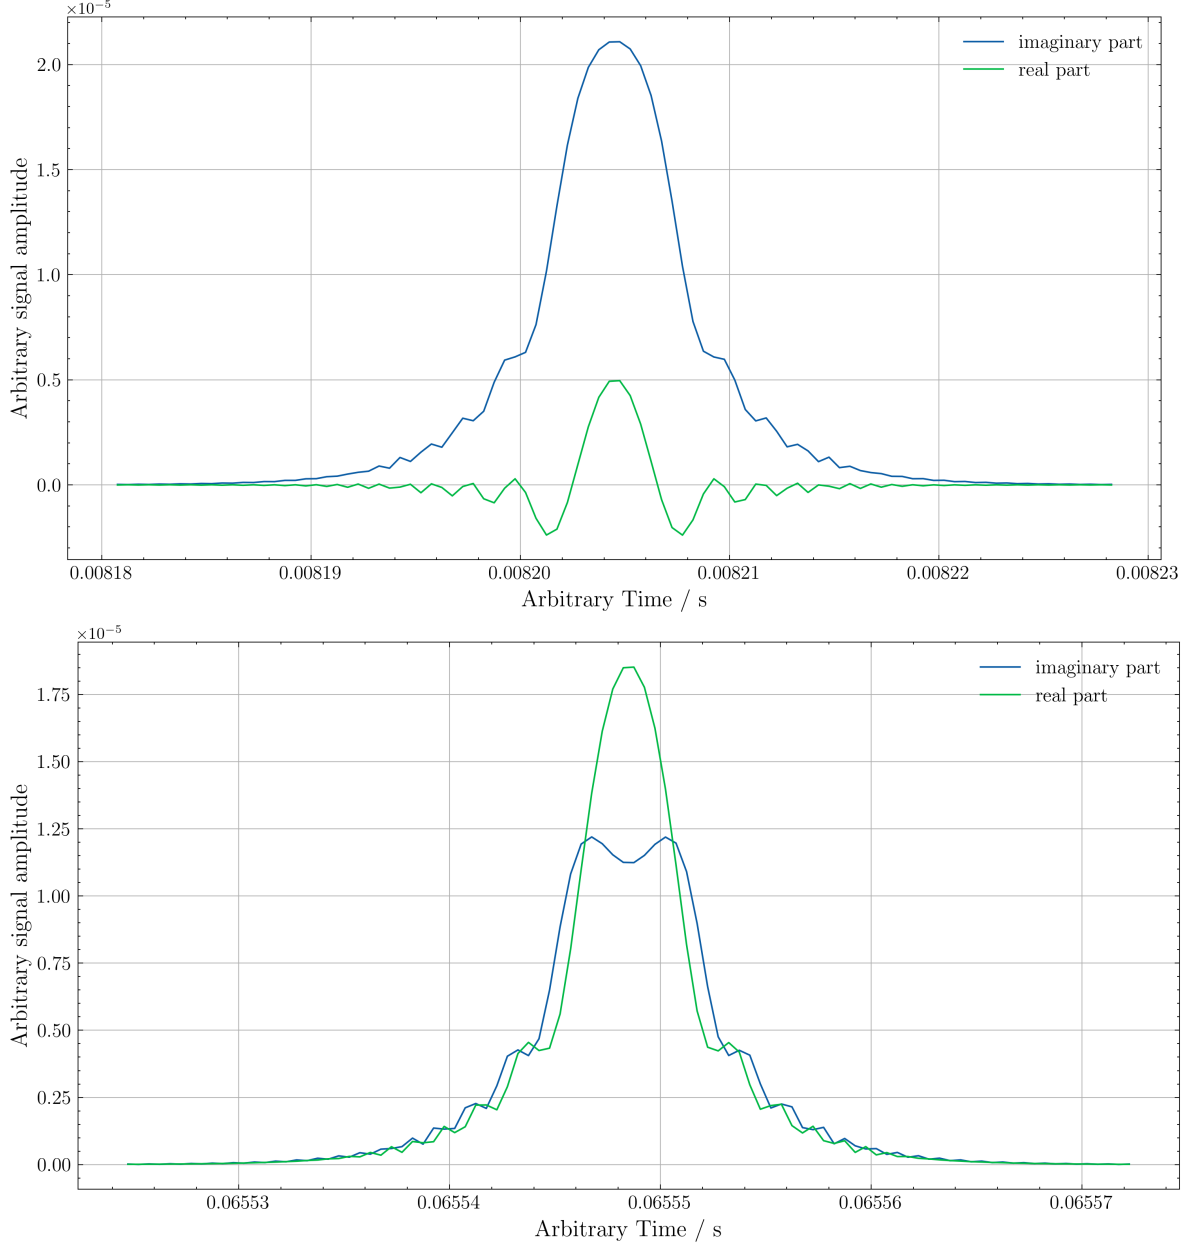 ×10⁻⁵
2.0
1.5
1.0
0.5
0.0
Arbitrary signal amplitude
imaginary part
real part
0.00818 0.00819 0.00820 0.00821 0.00822 0.00823
Arbitrary Time / s
×10⁻⁵
1.75
1.50
1.25
1.00
0.75
0.50
0.25
0.00
Arbitrary signal amplitude
imaginary part
real part
0.06553 0.06554 0.06555 0.06556 0.06557
Arbitrary Time / s